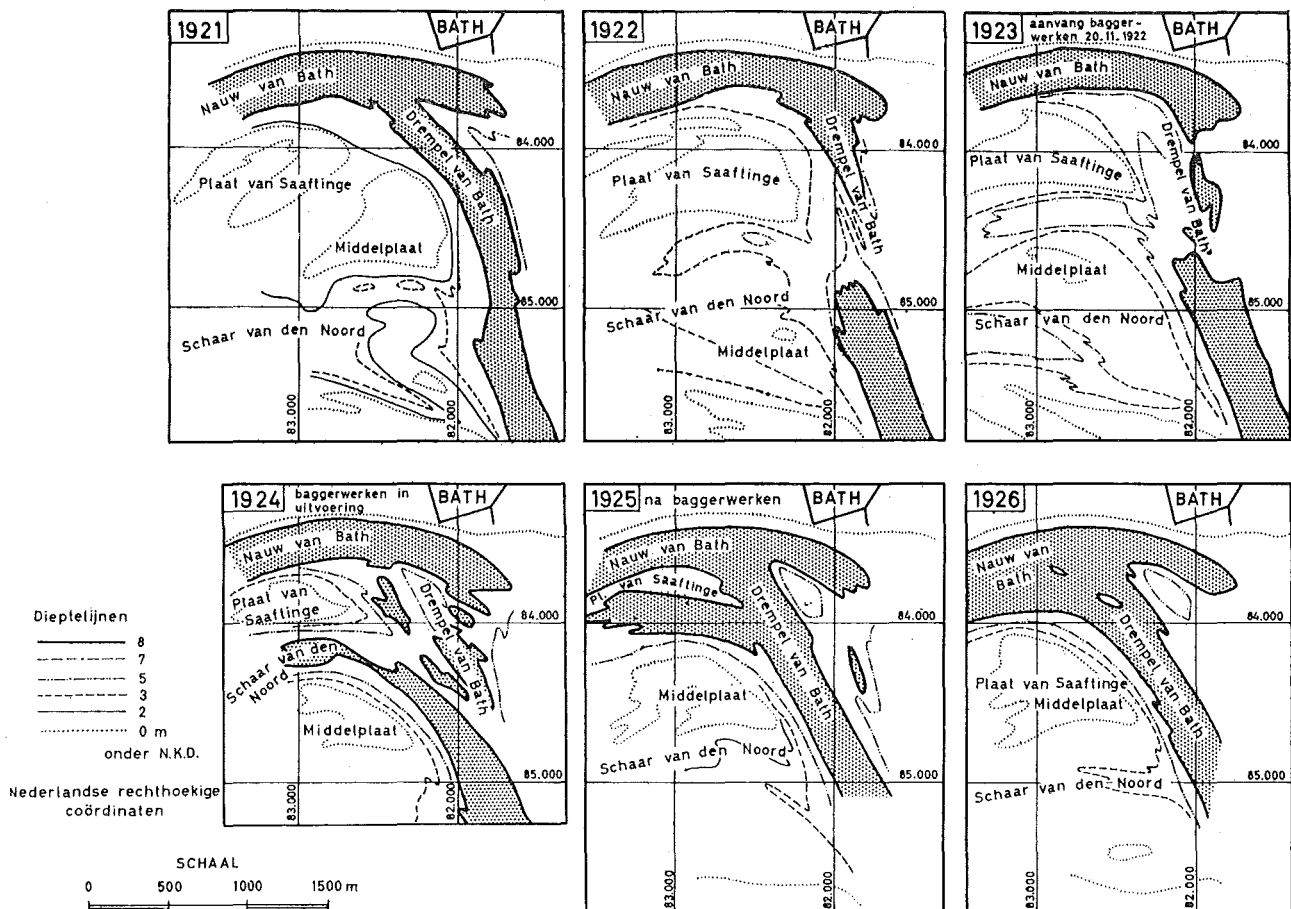 1921
BATH
Nauw van Bath
Drempel van Bath
84.000
Plaat van Saaftinge
Middelplaat
85.000
Schaar van den Noord
83.000
82.000
1922
BATH
Nauw van Bath
Drempel van Bath
84.000
Plaat van Saaftinge
Schaar van den Noord
85.000
Middelplaat
83.000
82.000
1923
aanvang bagger-
werken 20.11.1922
BATH
Nauw van Bath
Drempel van Bath
84.000
Plaat van Saaftinge
Middelplaat
85.000
Schaar van den Noord
83.000
82.000
1924
baggerwerken in
uitvoering
BATH
Nauw van Bath
Plaat van
Saaftinge
Drempel van Bath
84.000
Schaar van den
Noord
Middelplaat
85.000
83.000
82.000
1925
na baggerwerken
BATH
Nauw van Bath
Pl. van Saaftinge
Drempel van Bath
84.000
Middelplaat
Schaar van den Noord
85.000
83.000
82.000
1926
BATH
Nauw van
Bath
Drempel van Bath
84.000
Plaat van Saaftinge
Middelplaat
85.000
Schaar van den Noord
83.000
82.000
Dieptelijnen
8
7
5
3
2
0 m
onder N.K.D.
Nederlandse rechthoekige
coördinaten
SCHAAL
0 500 1000 1500 m